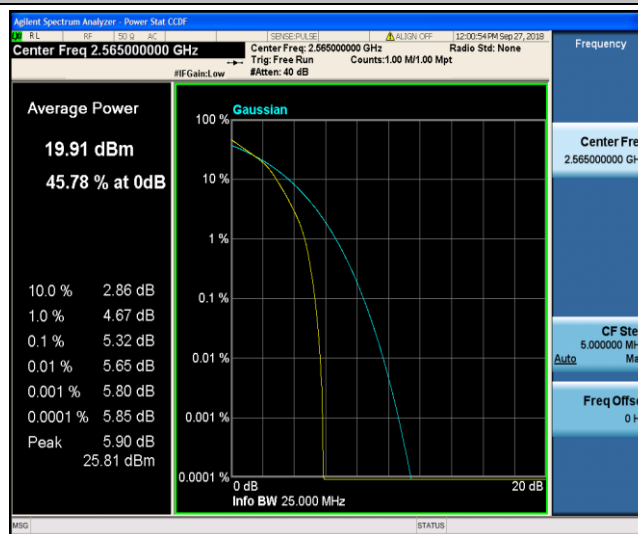 Agilent Spectrum Analyzer - Power Stat CCDF
RL RF 50 Ω AC SENSE:PULSE ALIGN OFF 12:00:54 PM Sep 27, 2018
Center Freq 2.565000000 GHz
Center Freq: 2.565000000 GHz Radio Std: None
Trig: Free Run Counts:1.00 M/1.00 Mpt
#IFGain:Low #Atten: 40 dB
Frequency
Average Power
19.91 dBm
45.78 % at 0dB
10.0 % 2.86 dB
1.0 % 4.67 dB
0.1 % 5.32 dB
0.01 % 5.65 dB
0.001 % 5.80 dB
0.0001 % 5.85 dB
Peak 5.90 dB
25.81 dBm
Gaussian
100 %
10 %
1 %
0.1 %
0.01 %
0.001 %
0.0001 %
0 dB 20 dB
Info BW 25.000 MHz
Center Fre
2.565000000 GH
CF Ste
5.000000 MH
Auto Ma
Freq Offse
0 H
MSG STATUS